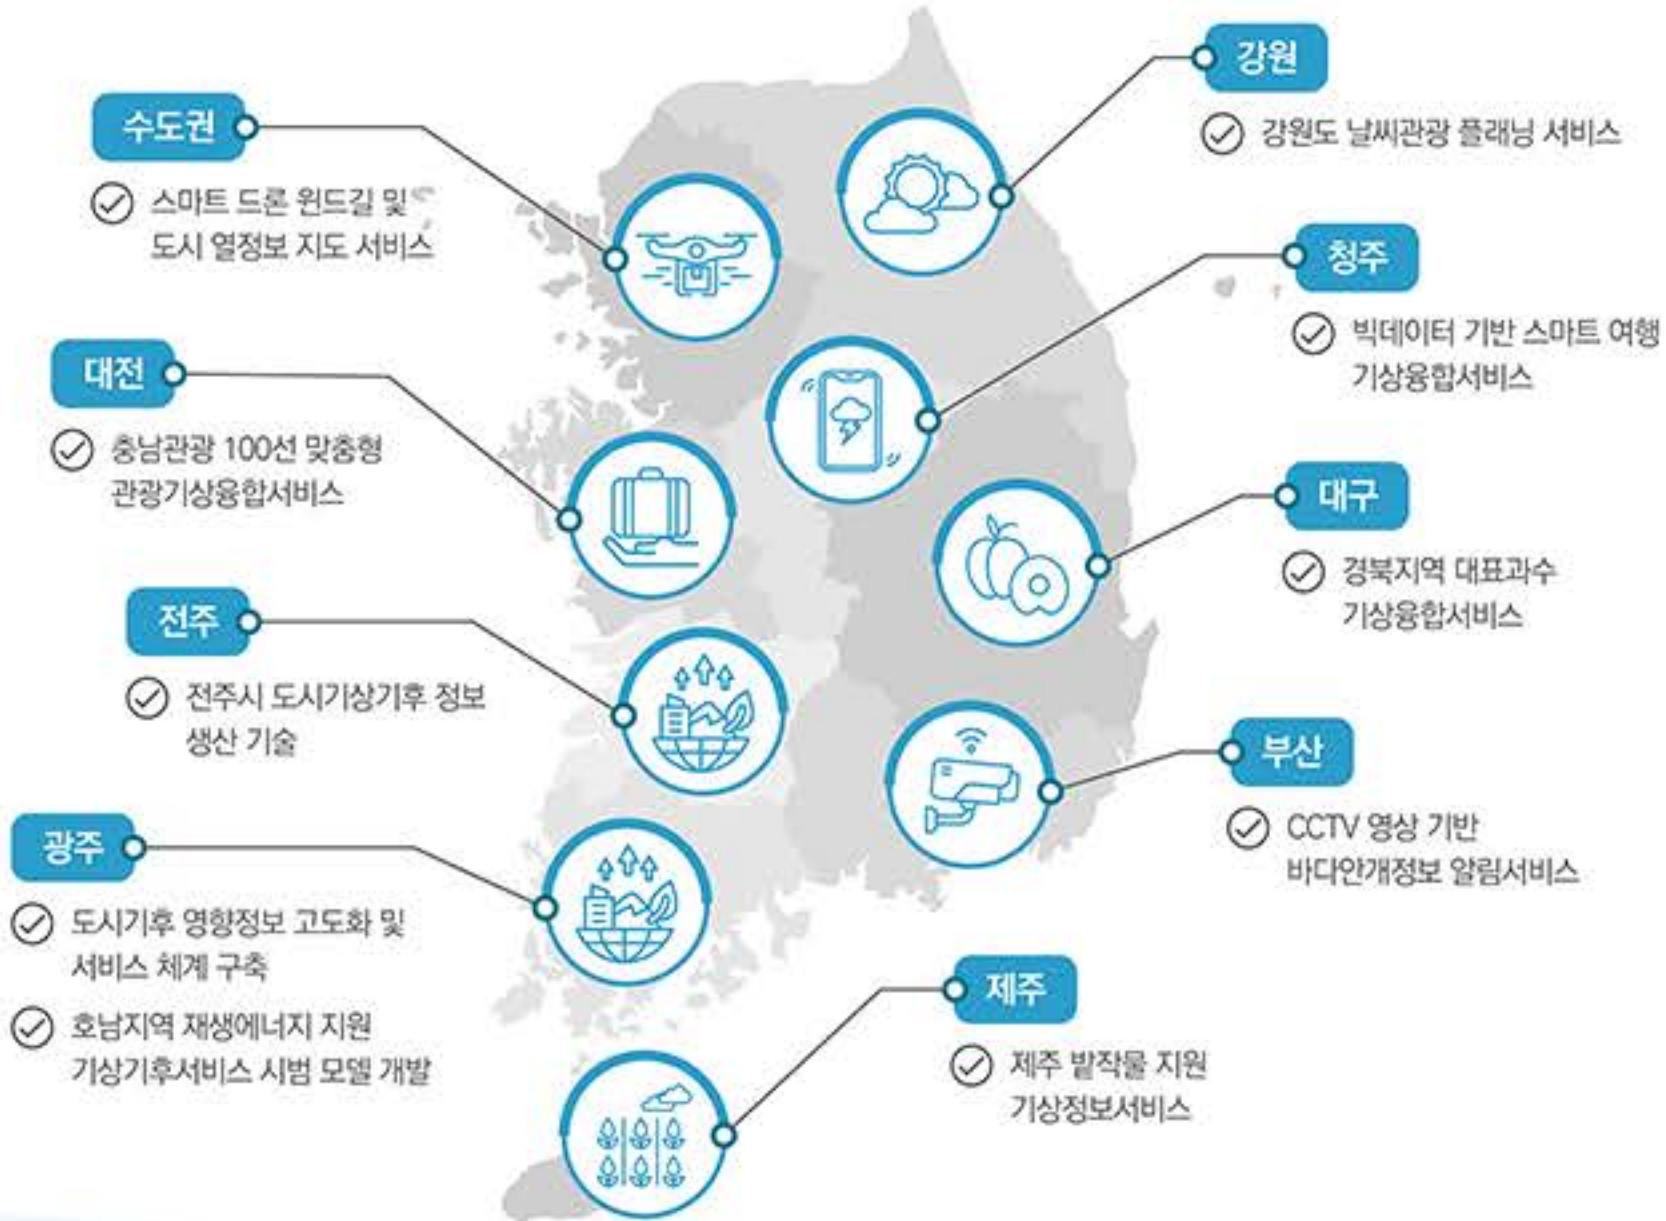 수도권
스마트 드론 윈드길 및
도시 열정보 지도 서비스
강원
강원도 날씨관광 플래닝 서비스
청주
빅데이터 기반 스마트 여행
기상융합서비스
대전
충남관광 100선 맞춤형
관광기상융합서비스
대구
경북지역 대표과수
기상융합서비스
전주
전주시 도시기상기후 정보
생산 기술
부산
CCTV 영상 기반
바다안개정보 알림서비스
광주
도시기후 영향정보 고도화 및
서비스 체계 구축
호남지역 재생에너지 지원
기상기후서비스 시범 모델 개발
제주
제주 밭작물 지원
기상정보서비스